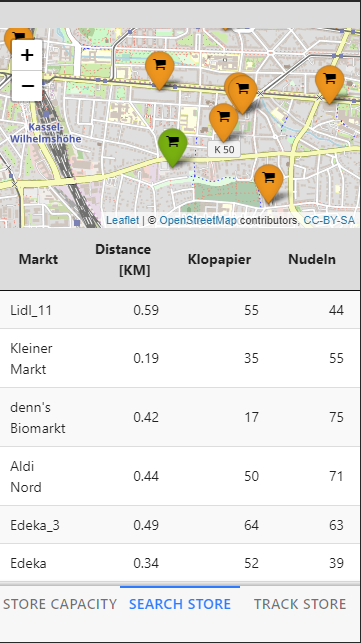 +
−
Kassel-
Wilhelmshöhe
K 50
Leaflet | © OpenStreetMap contributors, CC-BY-SA
Markt Distance [KM] Klopapier Nudeln
Lidl_11 0.59 55 44
Kleiner Markt 0.19 35 55
denn's Biomarkt 0.42 17 75
Aldi Nord 0.44 50 71
Edeka_3 0.49 64 63
Edeka 0.34 52 39
STORE CAPACITY SEARCH STORE TRACK STORE